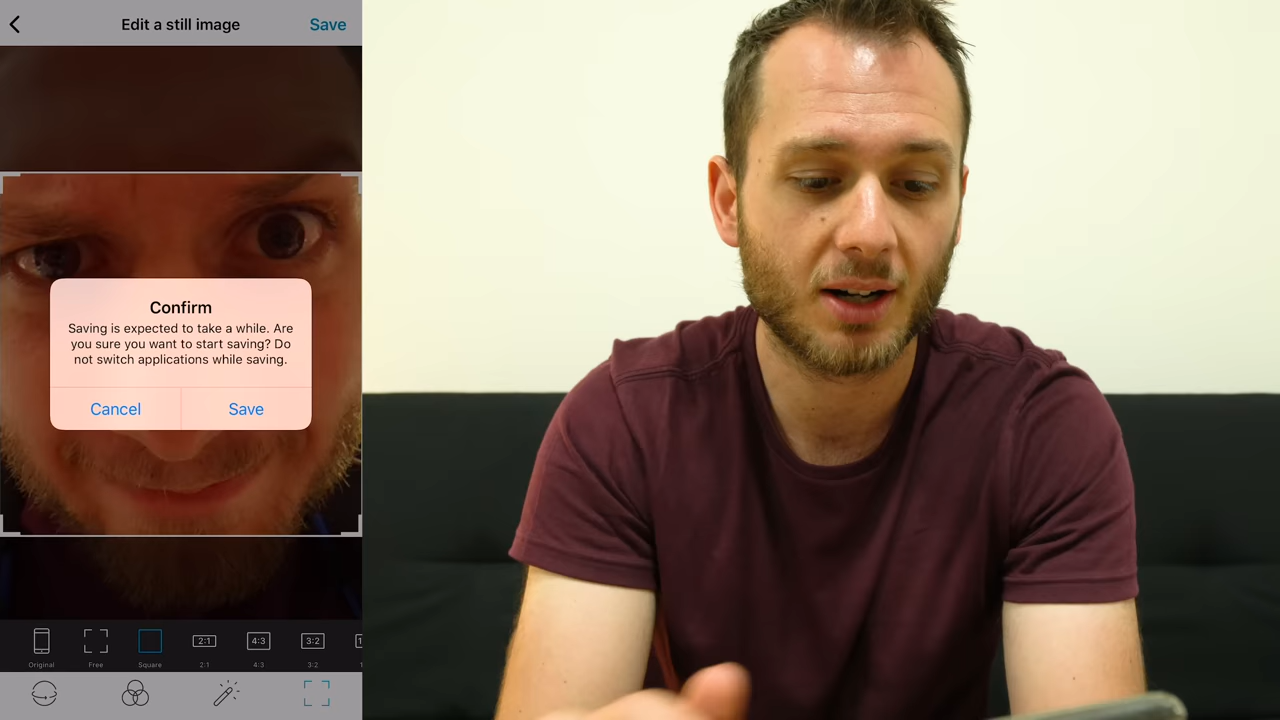 Edit a still image
Save
Confirm
Saving is expected to take a while. Are
you sure you want to start saving? Do
not switch applications while saving.
Cancel
Save
2:1
4:3
3:2
Original
Free
Square
2:1
4:3
3:2